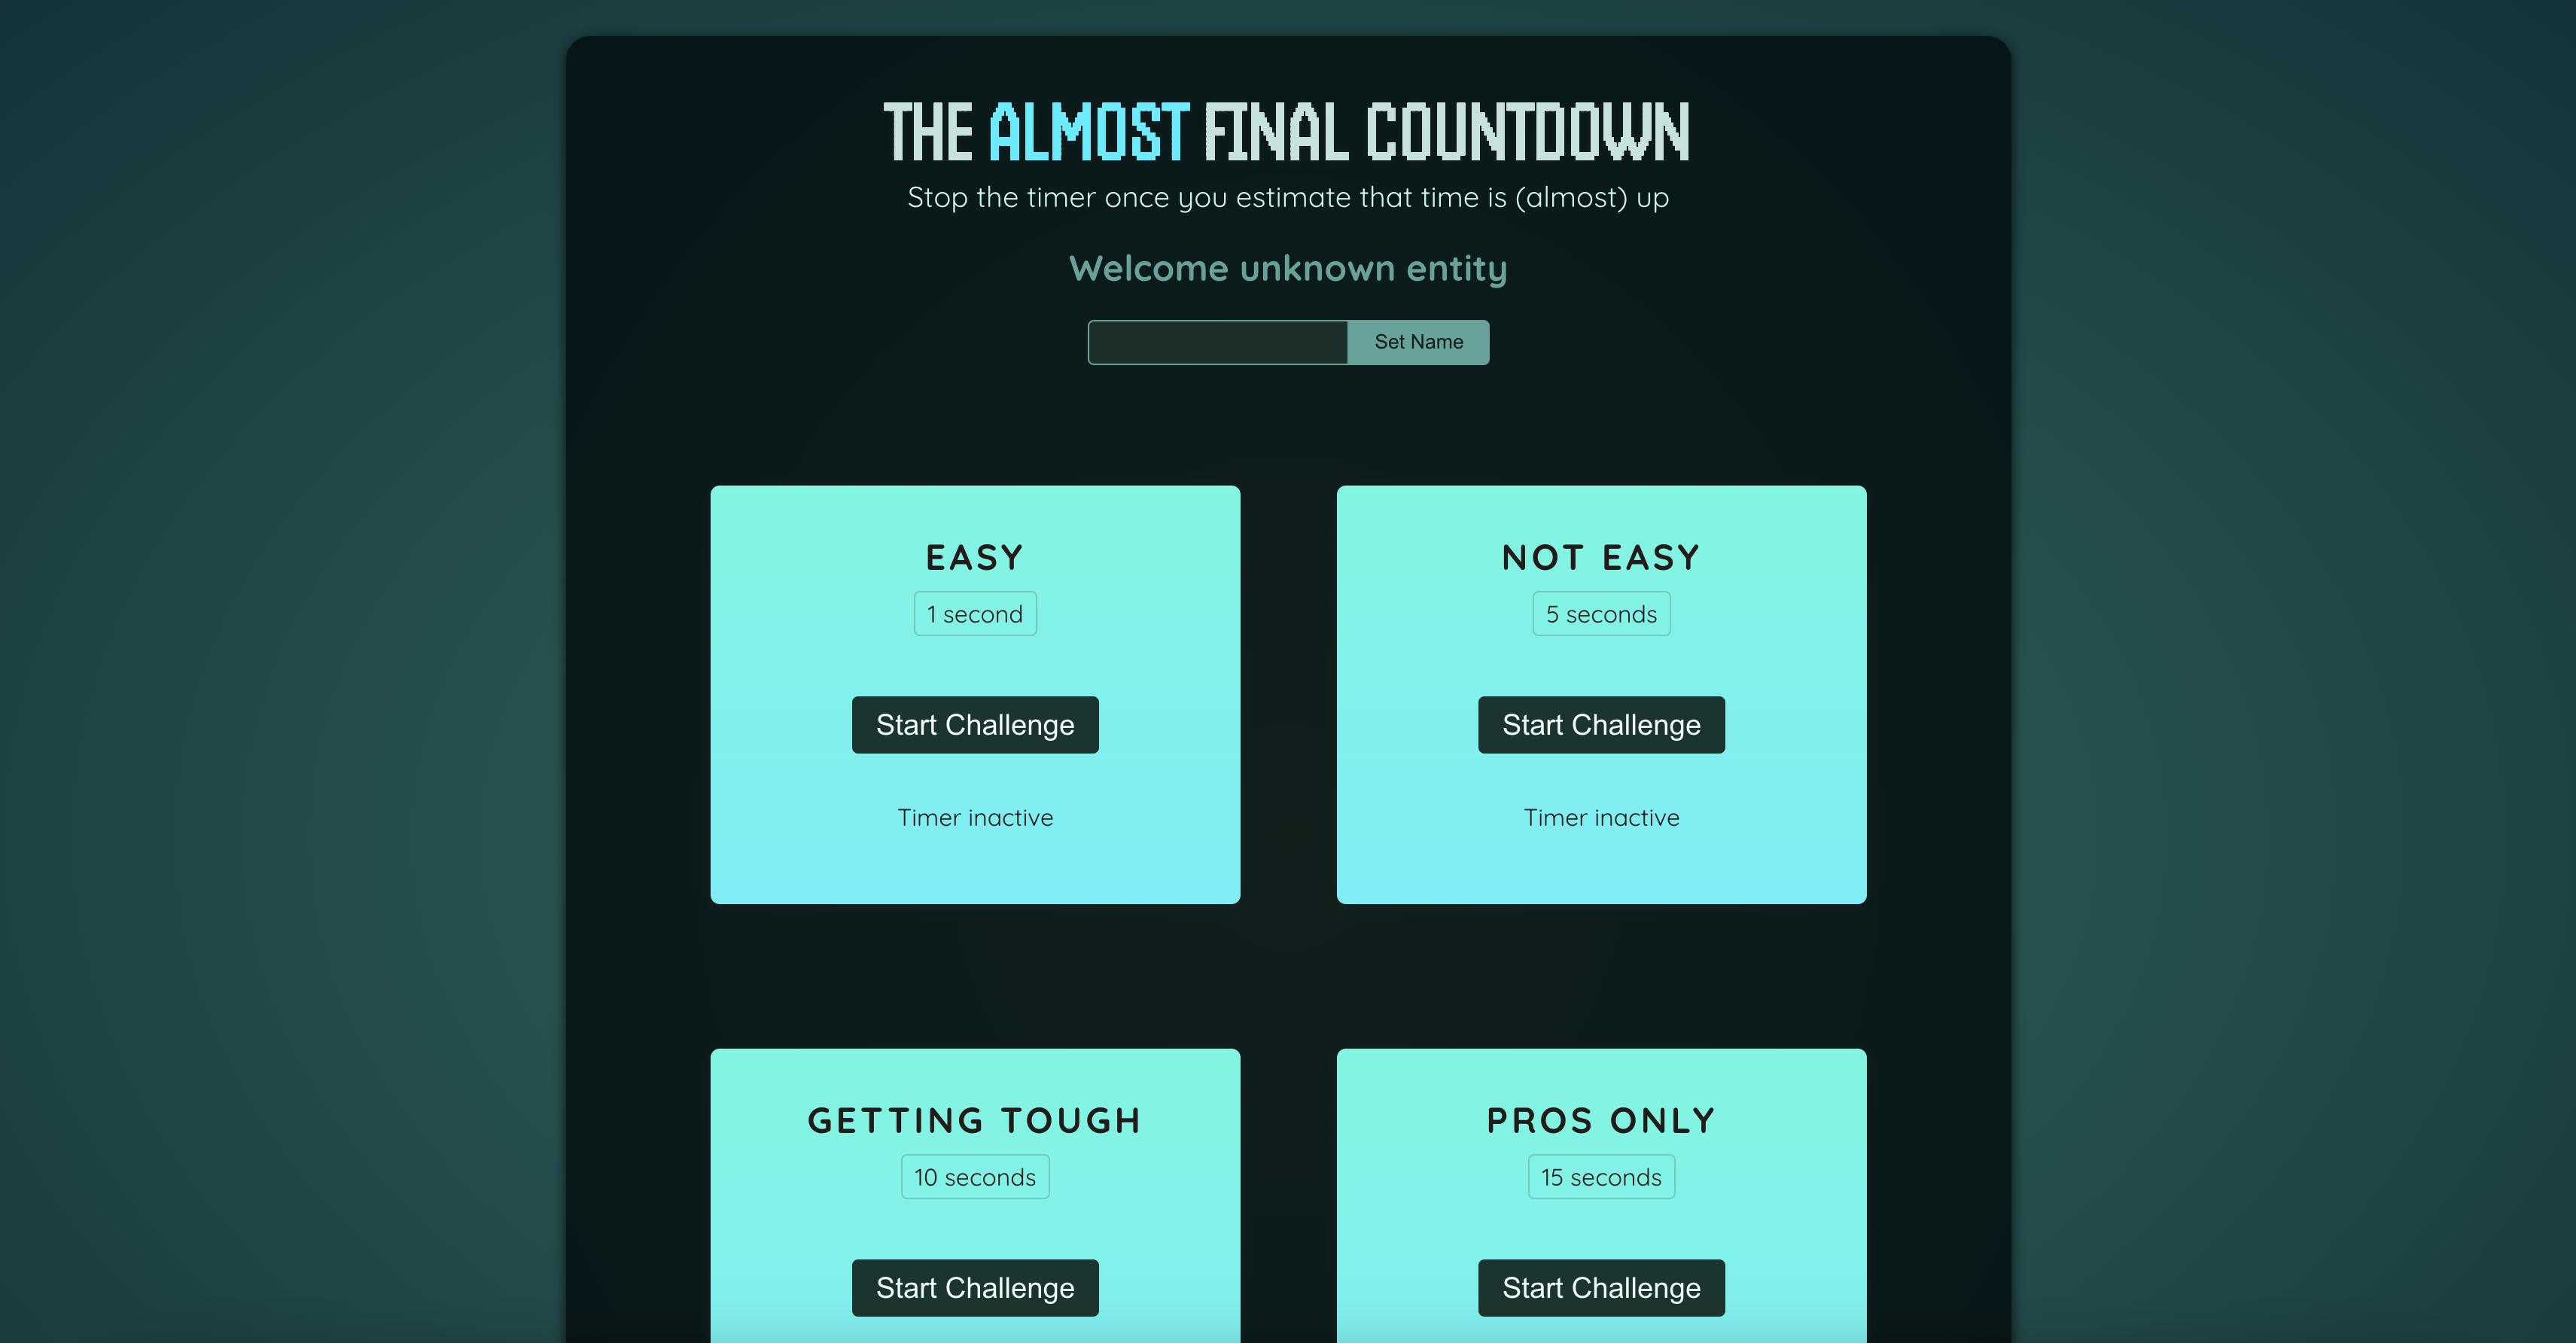 THE ALMOST FINAL COUNTDOWN
Stop the timer once you estimate that time is (almost) up
Welcome unknown entity
Set Name
EASY
1 second
Start Challenge
Timer inactive
NOT EASY
5 seconds
Start Challenge
Timer inactive
GETTING TOUGH
10 seconds
Start Challenge
PROS ONLY
15 seconds
Start Challenge